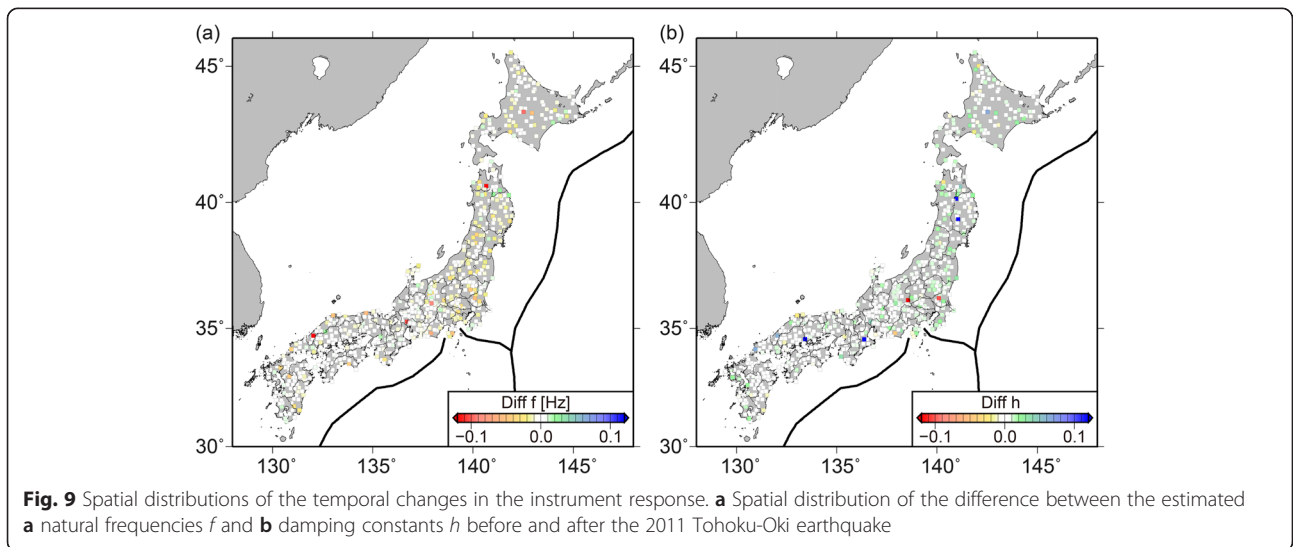 (a)
(b)
45°
40°
35°
30°
130° 135° 140° 145°
Diff f [Hz]
−0.1 0.0 0.1
45°
40°
35°
30°
130° 135° 140° 145°
Diff h
−0.1 0.0 0.1
Fig. 9 Spatial distributions of the temporal changes in the instrument response. a Spatial distribution of the difference between the estimated
a natural frequencies f and b damping constants h before and after the 2011 Tohoku-Oki earthquake